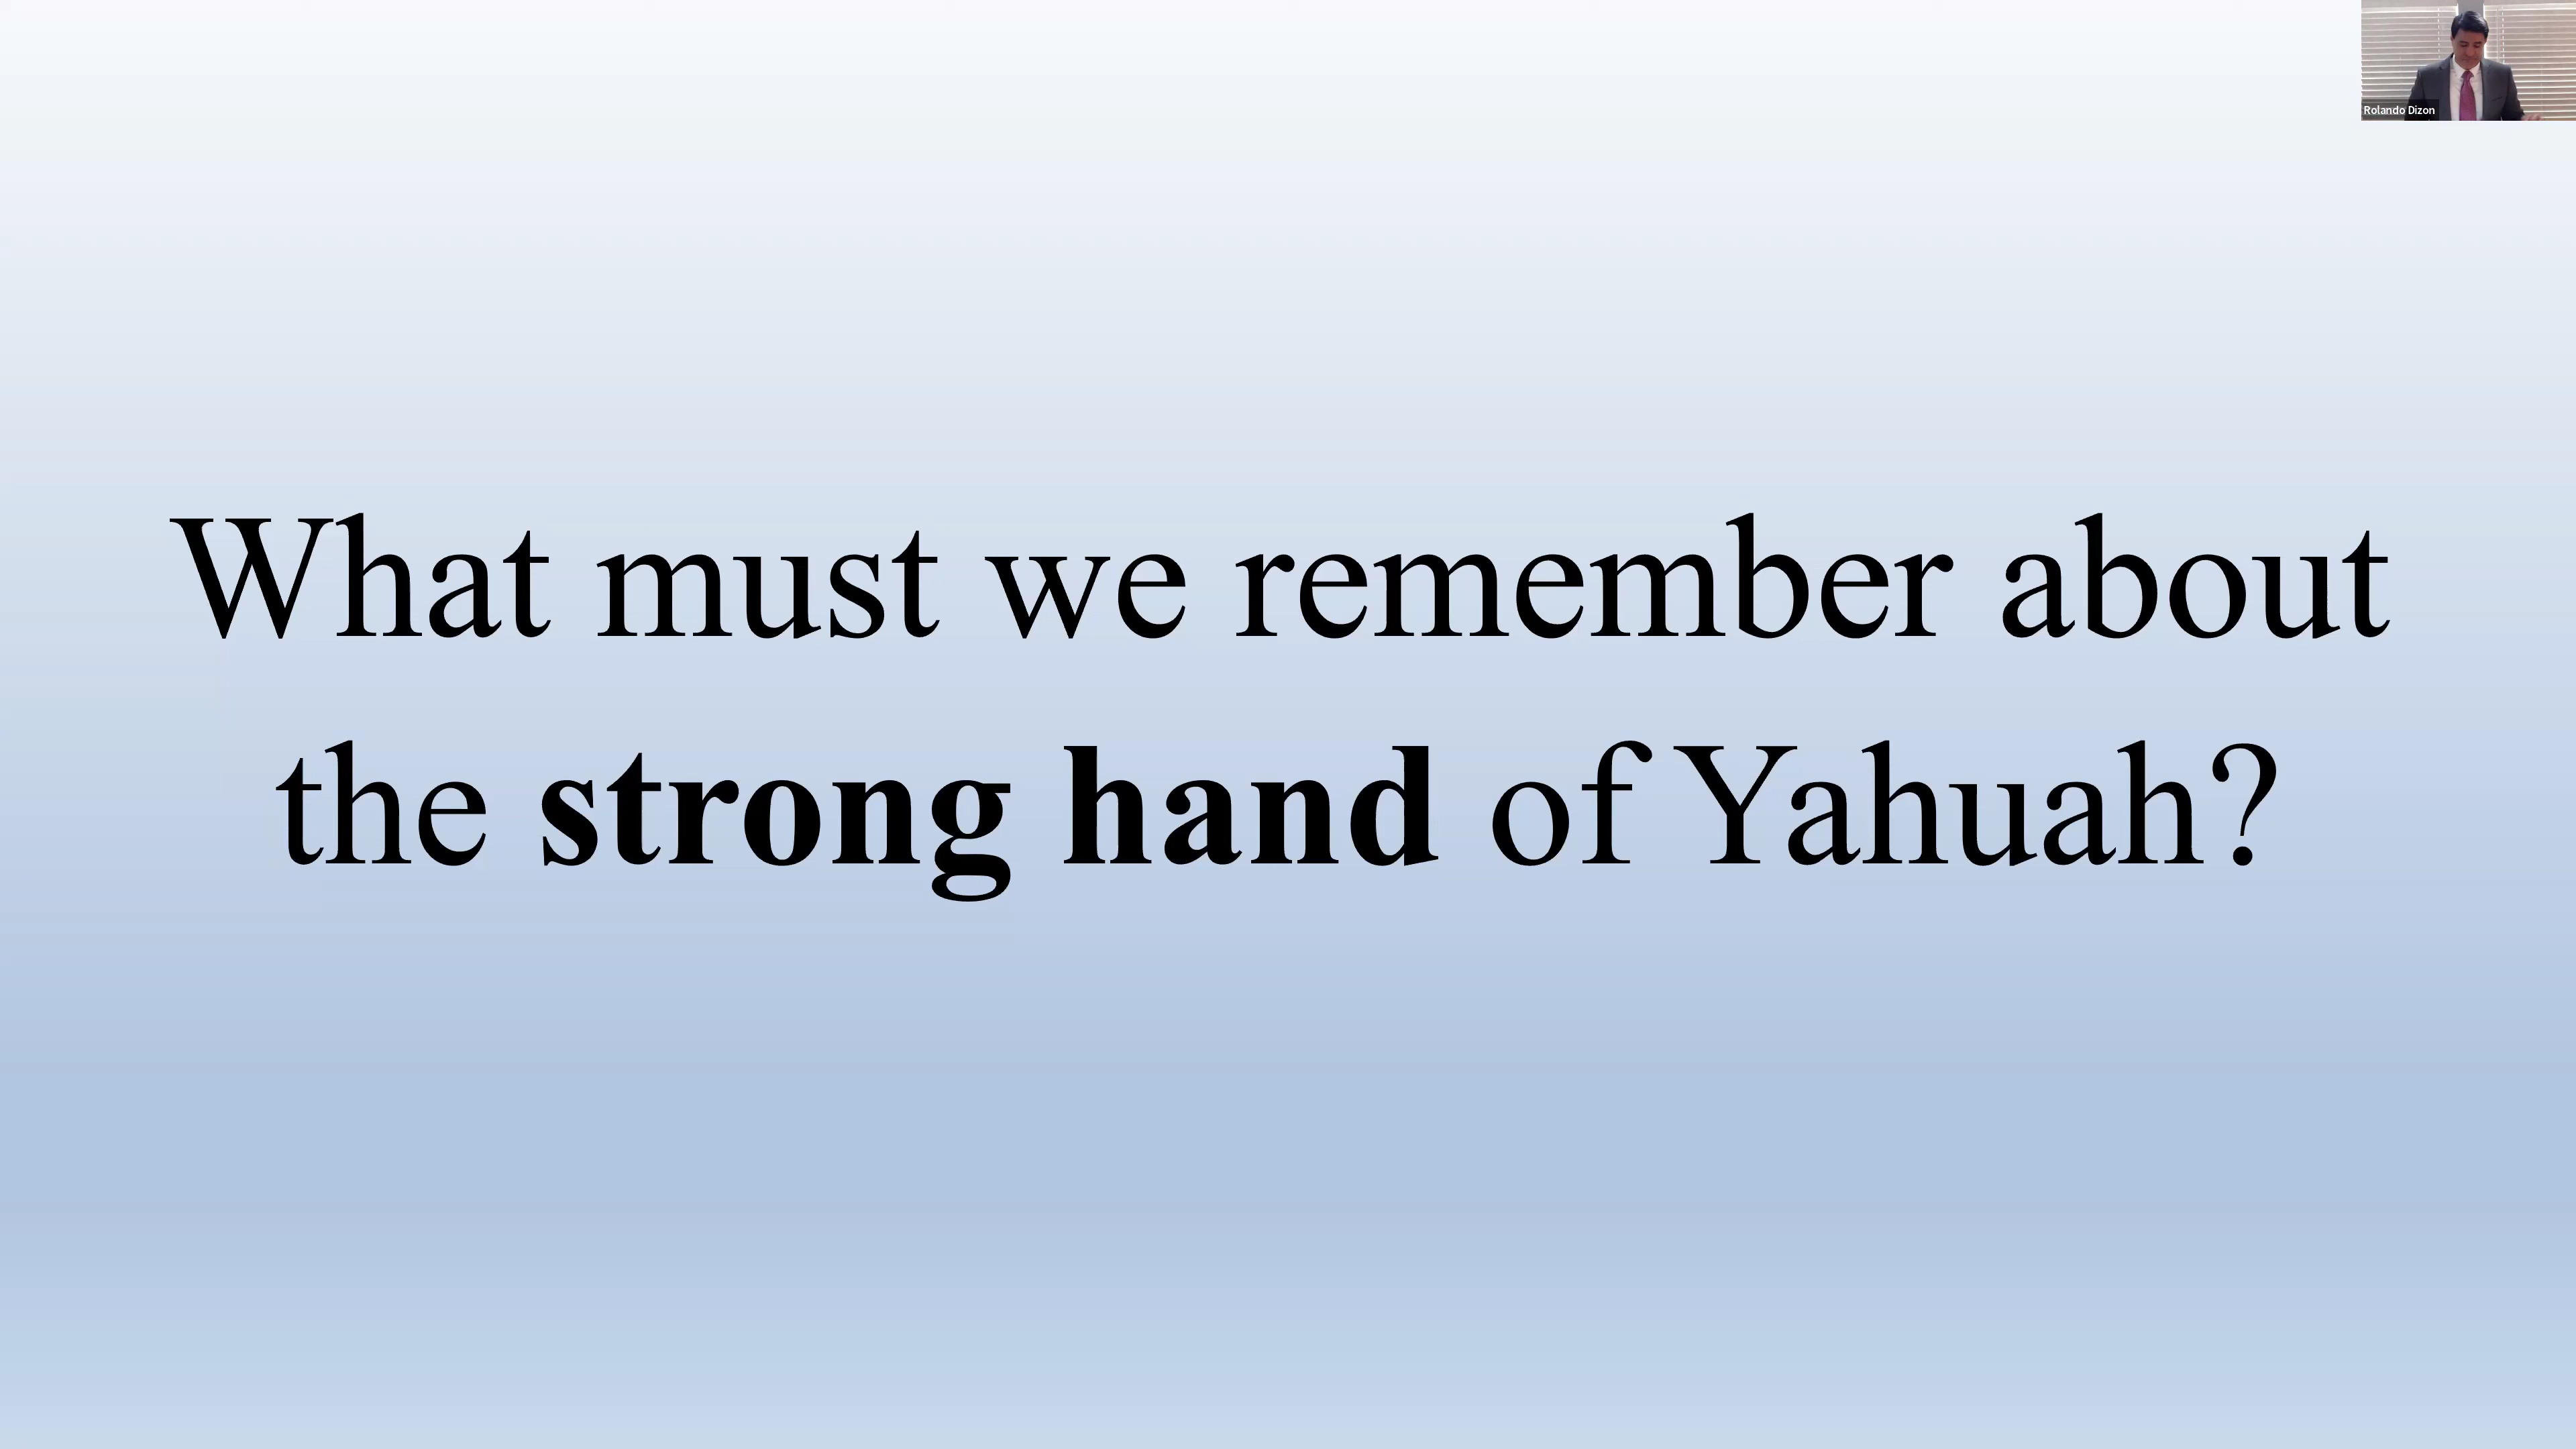 Rolando Dizon
What must we remember about
the strong hand of Yahuah?